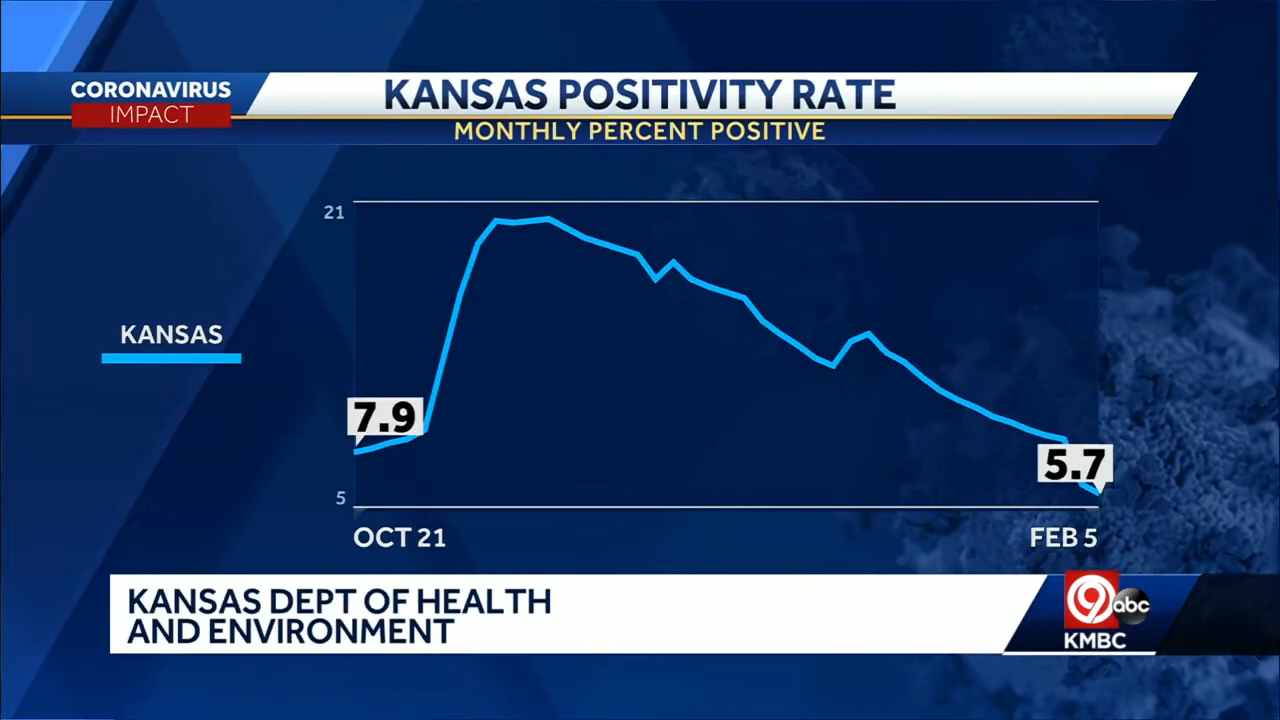 CORONAVIRUS
IMPACT
KANSAS POSITIVITY RATE
MONTHLY PERCENT POSITIVE
21
KANSAS
7.9
5.7
5
OCT 21
FEB 5
KANSAS DEPT OF HEALTH
AND ENVIRONMENT
9 abc
KMBC